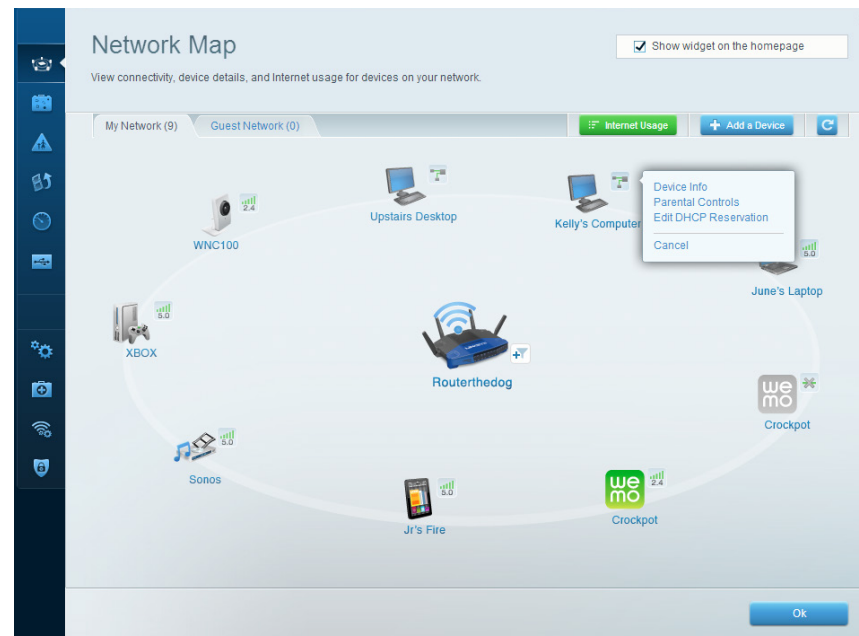 Network Map
Show widget on the homepage
View connectivity, device details, and Internet usage for devices on your network.
My Network (9)
Guest Network (0)
Internet Usage
Add a Device
Upstairs Desktop
Kelly's Computer
Device Info
Parental Controls
Edit DHCP Reservation
Cancel
2.4
WNC100
5.0
June's Laptop
5.0
XBOX
Routerthedog
we
mo
Crockpot
5.0
Sonos
5.0
Jr's Fire
we
mo
2.4
Crockpot
Ok